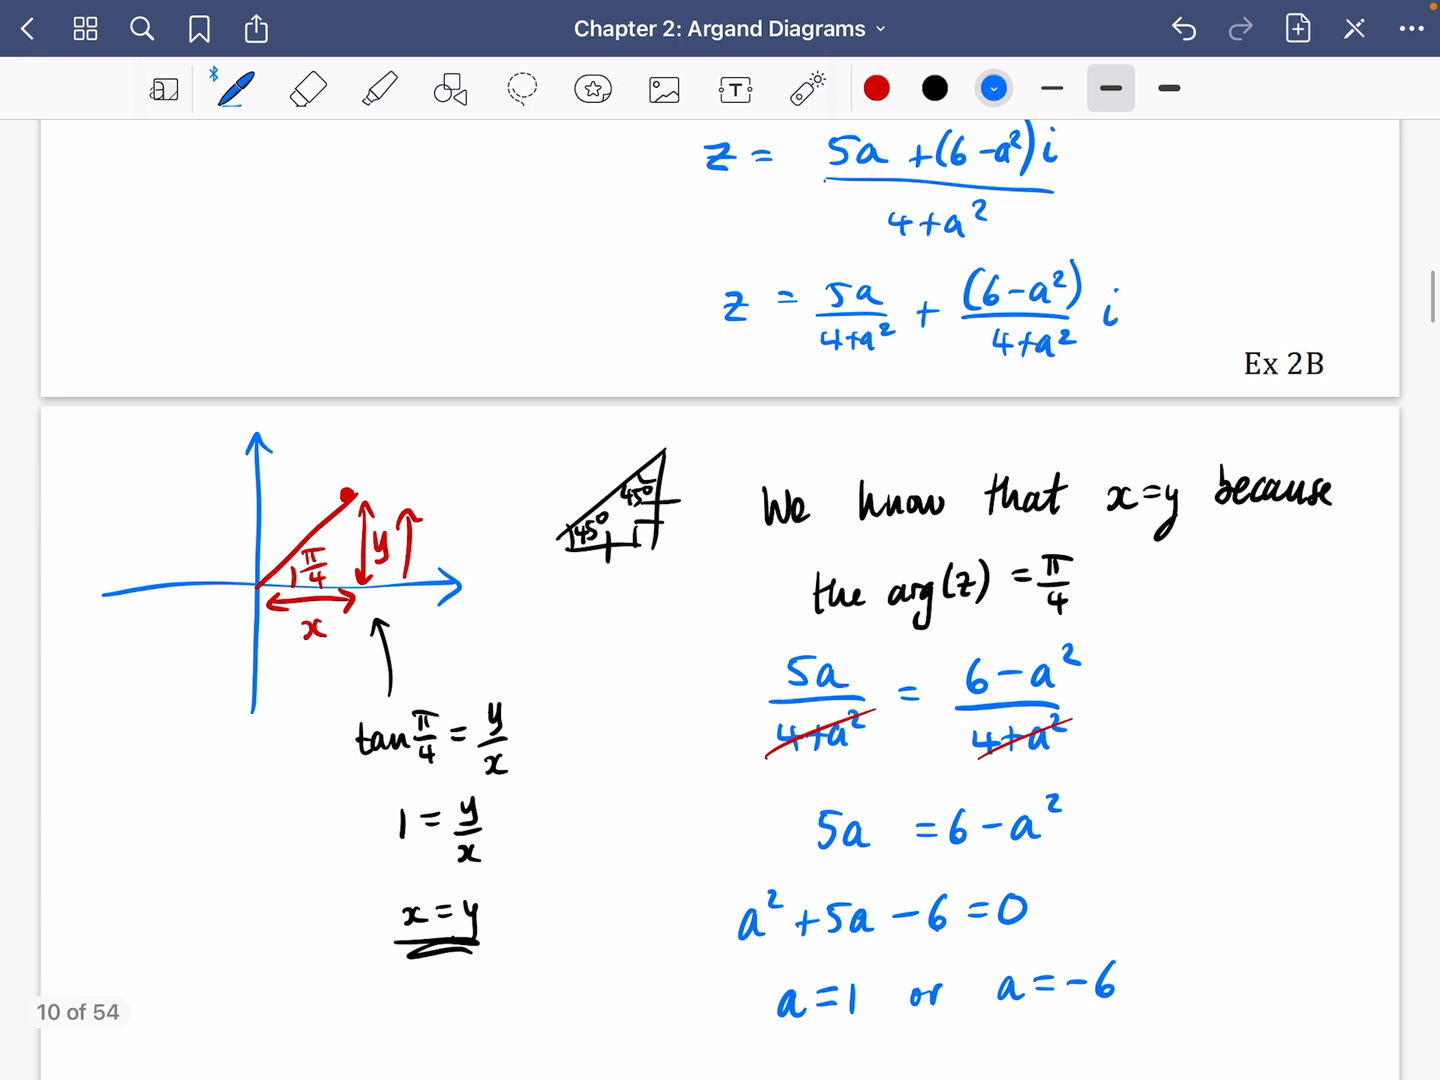 Chapter 2: Argand Diagrams
z = 5a + (6 - a²)i / 4 + a²
z = 5a / 4+a² + (6-a²) / 4+a² i
Ex 2B
y
π/4
x
tan π/4 = y/x
1 = y/x
x = y
45°
45°
We know that x=y because
the arg(z) = π/4
5a / 4+a² = 6-a² / 4+a²
5a = 6-a²
a² + 5a - 6 = 0
a = 1 or a = -6
10 of 54